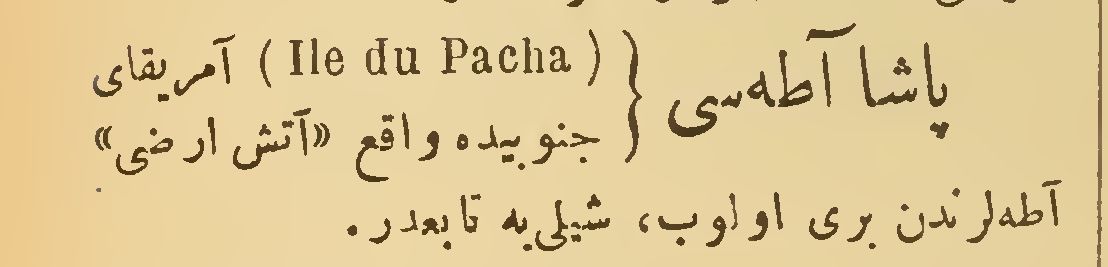 پاشا آطه‌سی { (Ile du Pacha) آمریقای
جنوبیده واقع «آتش ارضی»
آطه‌لرندن بری اولوب، شیلی‌یه تابعدر.